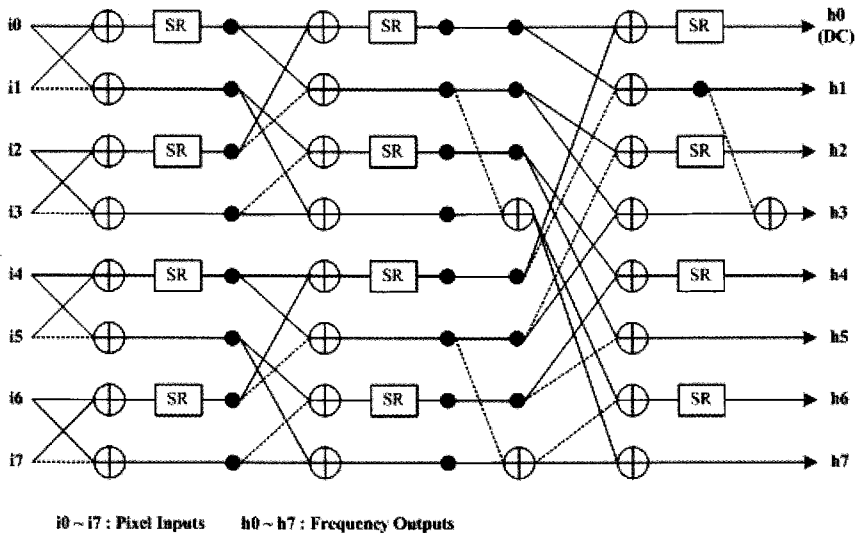 i0 SR SR SR h0
(DC)
i1 h1
i2 SR SR SR h2
i3 h3
i4 SR SR SR h4
i5 h5
i6 SR SR SR h6
i7 h7
i0 ~ i7 : Pixel Inputs h0 ~ h7 : Frequency Outputs